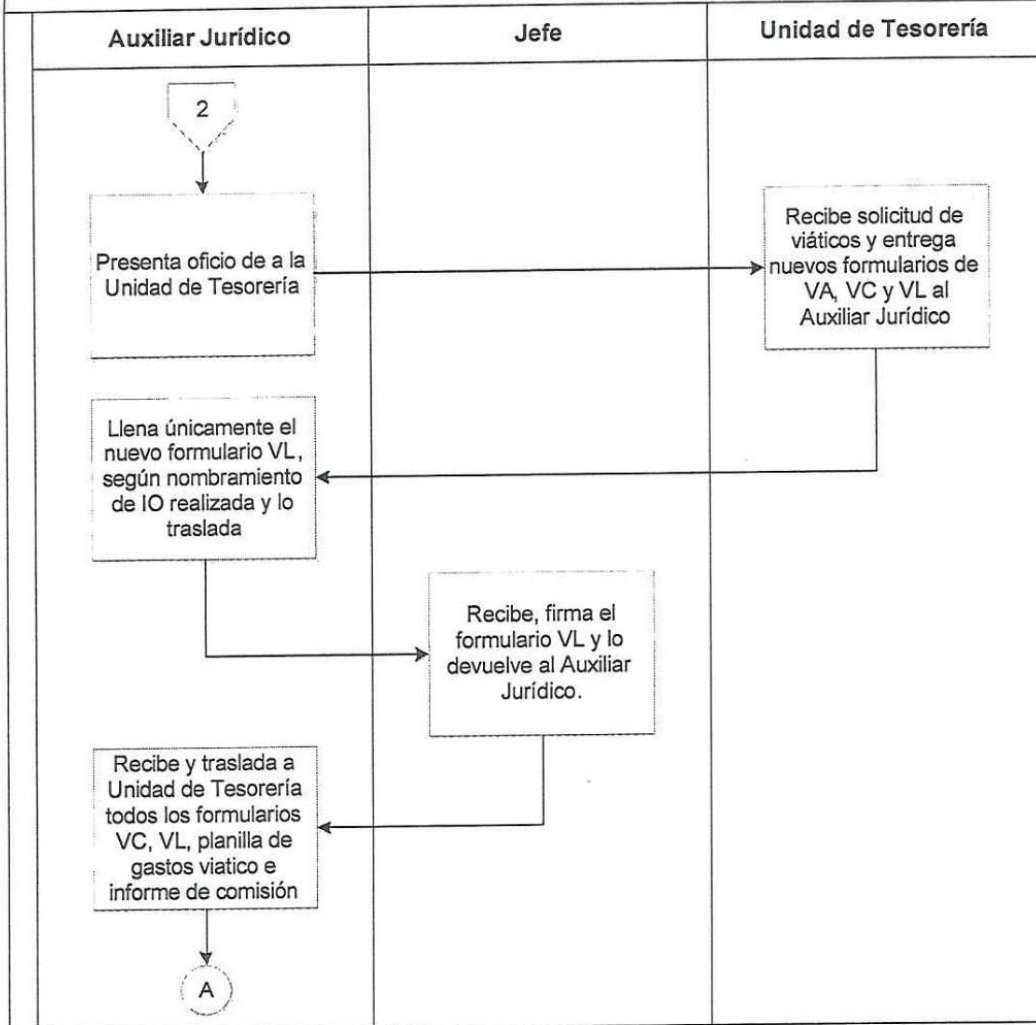 Auxiliar Jurídico
Jefe
Unidad de Tesorería
2
Presenta oficio de a la
Unidad de Tesorería
Recibe solicitud de
viáticos y entrega
nuevos formularios de
VA, VC y VL al
Auxiliar Jurídico
Llena únicamente el
nuevo formulario VL,
según nombramiento
de IO realizada y lo
traslada
Recibe, firma el
formulario VL y lo
devuelve al Auxiliar
Jurídico.
Recibe y traslada a
Unidad de Tesorería
todos los formularios
VC, VL, planilla de
gastos viatico e
informe de comisión
A